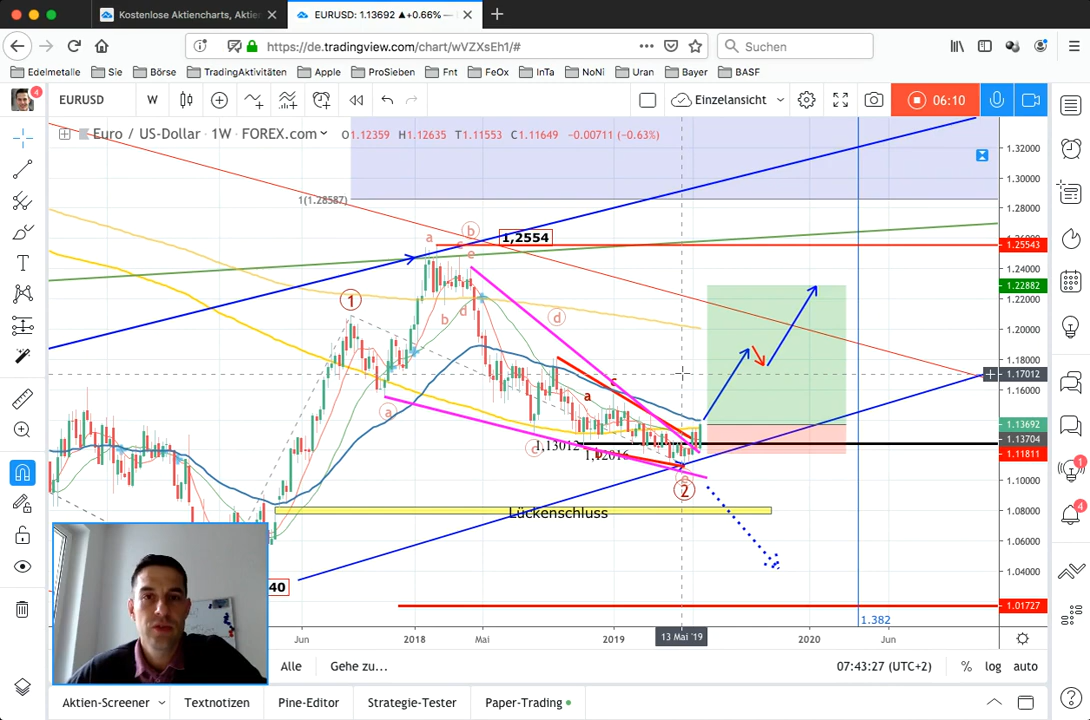 Kostenlose Aktiencharts, Aktie
EURUSD: 1.13692 ▲+0.66% —
https://de.tradingview.com/chart/wVZXsEh1/#
Suchen
Edelmetalle
Sie
Börse
TradingAktivitäten
Apple
ProSieben
Fnt
FeOx
InTa
NoNi
Uran
Bayer
BASF
4
EURUSD
W
Einzelansicht
06:10
Euro / US-Dollar · 1W · FOREX.com
O1.12359 H1.12635 T1.11553 C1.11649 -0.00711 (-0.63%)
1.32000
1.30000
1(1.28587)
1.28000
b
a
c
1,2554
1.25543
e
1.24000
1.22882
1
1.22000
b
d
d
1.20000
1.18000
1.17012
c
1.16000
a
a
1.13692
1.13704
c
1,13012
b
1,12016
1.11811
e
2
1.10000
Lückenschluss
1.08000
1.06000
1.04000
40
1.01727
1.382
Jun
2018
Mai
2019
13 Mai '19
2020
Jun
Alle
Gehe zu...
07:43:27 (UTC+2)
%
log
auto
Aktien-Screener
Textnotizen
Pine-Editor
Strategie-Tester
Paper-Trading
1
4